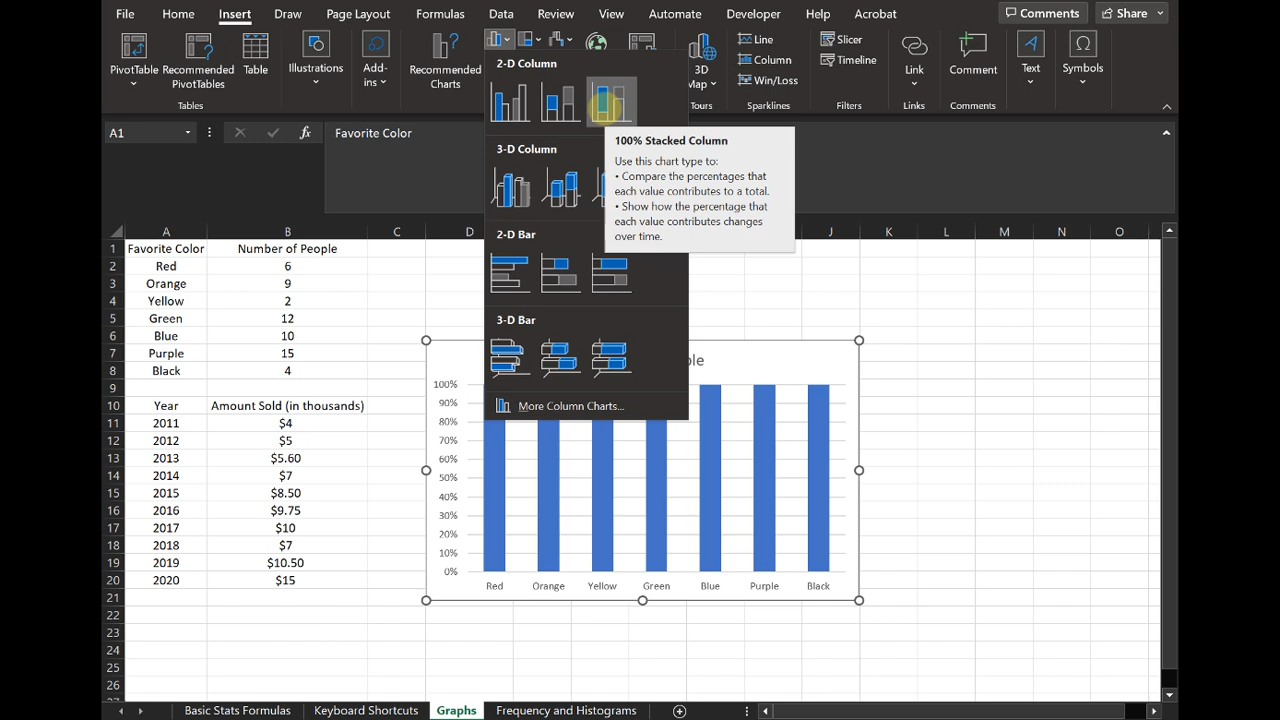 File Home Insert Draw Page Layout Formulas Data Review View Automate Developer Help Acrobat Comments Share
PivotTable
Recommended
PivotTables
Table
Illustrations
Add-
ins
Recommended
Charts
3D
Map
Line
Column
Win/Loss
Slicer
Timeline
Link
Comment
Text
Symbols
Tables
Tours
Sparklines
Filters
Links
Comments
2-D Column
3-D Column
2-D Bar
3-D Bar
More Column Charts...
100% Stacked Column
Use this chart type to:
• Compare the percentages that
each value contributes to a total.
• Show how the percentage that
each value contributes changes
over time.
A1 fx Favorite Color
A B C D J K L M N O
1 Favorite Color Number of People
2 Red 6
3 Orange 9
4 Yellow 2
5 Green 12
6 Blue 10
7 Purple 15
8 Black 4
9
10 Year Amount Sold (in thousands)
11 2011 $4
12 2012 $5
13 2013 $5.60
14 2014 $7
15 2015 $8.50
16 2016 $9.75
17 2017 $10
18 2018 $7
19 2019 $10.50
20 2020 $15
21
22
23
24
25
26
100%
90%
80%
70%
60%
50%
40%
30%
20%
10%
0%
Red Orange Yellow Green Blue Purple Black
Basic Stats Formulas Keyboard Shortcuts Graphs Frequency and Histograms